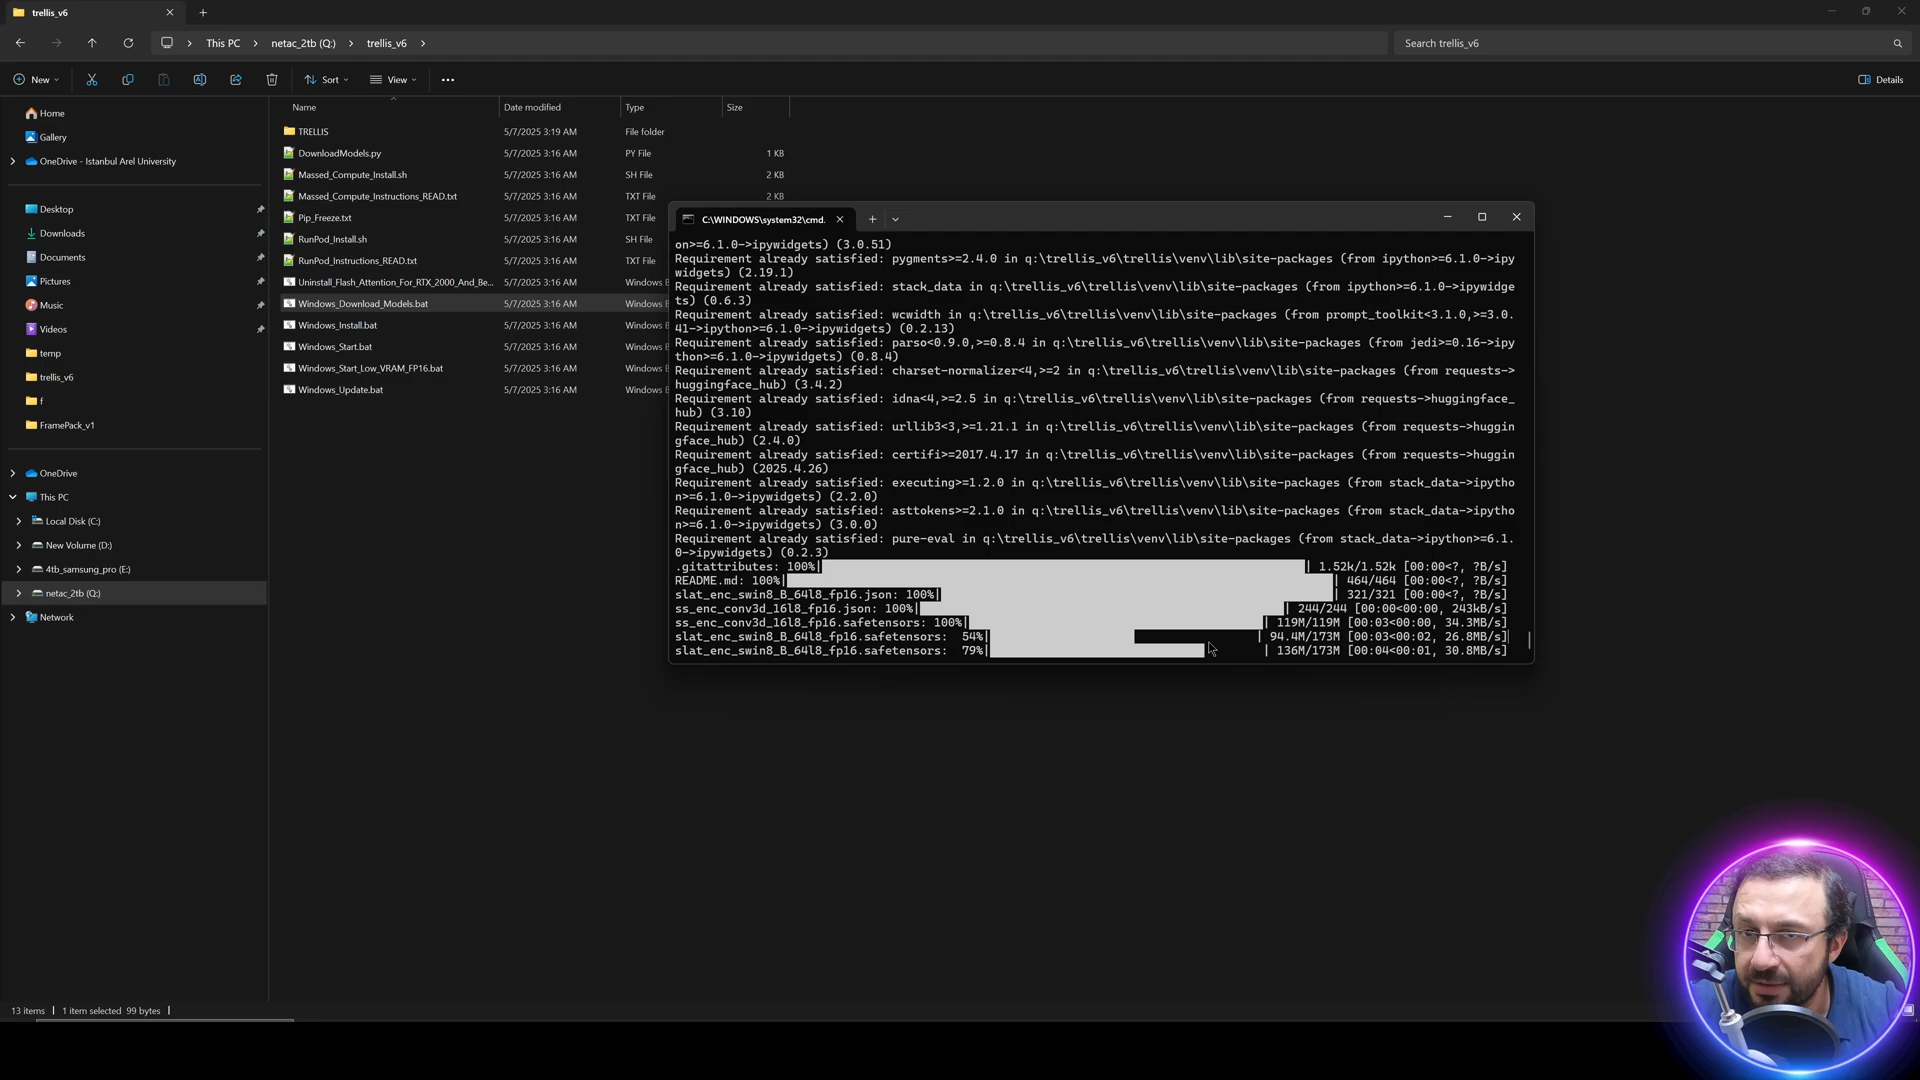 trellis_v6
This PC
netac_2tb (Q:)
trellis_v6
Search trellis_v6
New
Sort
View
Details
Home
Gallery
OneDrive - Istanbul Arel University
Desktop
Downloads
Documents
Pictures
Music
Videos
temp
trellis_v6
f
FramePack_v1
OneDrive
This PC
Local Disk (C:)
New Volume (D:)
4tb_samsung_pro (E:)
netac_2tb (Q:)
Network
Name Date modified Type Size
TRELLIS 5/7/2025 3:19 AM File folder
DownloadModels.py 5/7/2025 3:16 AM PY File 1 KB
Massed_Compute_Install.sh 5/7/2025 3:16 AM SH File 2 KB
Massed_Compute_Instructions_READ.txt 5/7/2025 3:16 AM TXT File 2 KB
Pip_Freeze.txt 5/7/2025 3:16 AM TXT File
RunPod_Install.sh 5/7/2025 3:16 AM SH File
RunPod_Instructions_READ.txt 5/7/2025 3:16 AM TXT File
Uninstall_Flash_Attention_For_RTX_2000_And_Be... 5/7/2025 3:16 AM Windows B
Windows_Download_Models.bat 5/7/2025 3:16 AM Windows B
Windows_Install.bat 5/7/2025 3:16 AM Windows B
Windows_Start.bat 5/7/2025 3:16 AM Windows B
Windows_Start_Low_VRAM_FP16.bat 5/7/2025 3:16 AM Windows B
Windows_Update.bat 5/7/2025 3:16 AM Windows B
C:\WINDOWS\system32\cmd.
on>=6.1.0->ipywidgets) (3.0.51)
Requirement already satisfied: pygments>=2.4.0 in q:\trellis_v6\trellis\venv\lib\site-packages (from ipython>=6.1.0->ipy
widgets) (2.19.1)
Requirement already satisfied: stack_data in q:\trellis_v6\trellis\venv\lib\site-packages (from ipython>=6.1.0->ipywidge
ts) (0.6.3)
Requirement already satisfied: wcwidth in q:\trellis_v6\trellis\venv\lib\site-packages (from prompt_toolkit<3.1.0,>=3.0.
41->ipython>=6.1.0->ipywidgets) (0.2.13)
Requirement already satisfied: parso<0.9.0,>=0.8.4 in q:\trellis_v6\trellis\venv\lib\site-packages (from jedi>=0.16->ipy
thon>=6.1.0->ipywidgets) (0.8.4)
Requirement already satisfied: charset-normalizer<4,>=2 in q:\trellis_v6\trellis\venv\lib\site-packages (from requests->
huggingface_hub) (3.4.2)
Requirement already satisfied: idna<4,>=2.5 in q:\trellis_v6\trellis\venv\lib\site-packages (from requests->huggingface_
hub) (3.10)
Requirement already satisfied: urllib3<3,>=1.21.1 in q:\trellis_v6\trellis\venv\lib\site-packages (from requests->huggin
gface_hub) (2.4.0)
Requirement already satisfied: certifi>=2017.4.17 in q:\trellis_v6\trellis\venv\lib\site-packages (from requests->huggin
gface_hub) (2025.4.26)
Requirement already satisfied: executing>=1.2.0 in q:\trellis_v6\trellis\venv\lib\site-packages (from stack_data->ipytho
n>=6.1.0->ipywidgets) (2.2.0)
Requirement already satisfied: asttokens>=2.1.0 in q:\trellis_v6\trellis\venv\lib\site-packages (from stack_data->ipytho
n>=6.1.0->ipywidgets) (3.0.0)
Requirement already satisfied: pure-eval in q:\trellis_v6\trellis\venv\lib\site-packages (from stack_data->ipython>=6.1.
0->ipywidgets) (0.2.3)
.gitattributes: 100%| | 1.52k/1.52k [00:00<?, ?B/s]
README.md: 100%| | 464/464 [00:00<?, ?B/s]
slat_enc_swin8_B_64l8_fp16.json: 100%| | 321/321 [00:00<?, ?B/s]
ss_enc_conv3d_16l8_fp16.json: 100%| | 244/244 [00:00<00:00, 243kB/s]
ss_enc_conv3d_16l8_fp16.safetensors: 100%| | 119M/119M [00:03<00:00, 34.3MB/s]
slat_enc_swin8_B_64l8_fp16.safetensors: 54%| | 94.4M/173M [00:03<00:02, 26.8MB/s]
slat_enc_swin8_B_64l8_fp16.safetensors: 79%| | 136M/173M [00:04<00:01, 30.8MB/s]
13 items 1 item selected 99 bytes